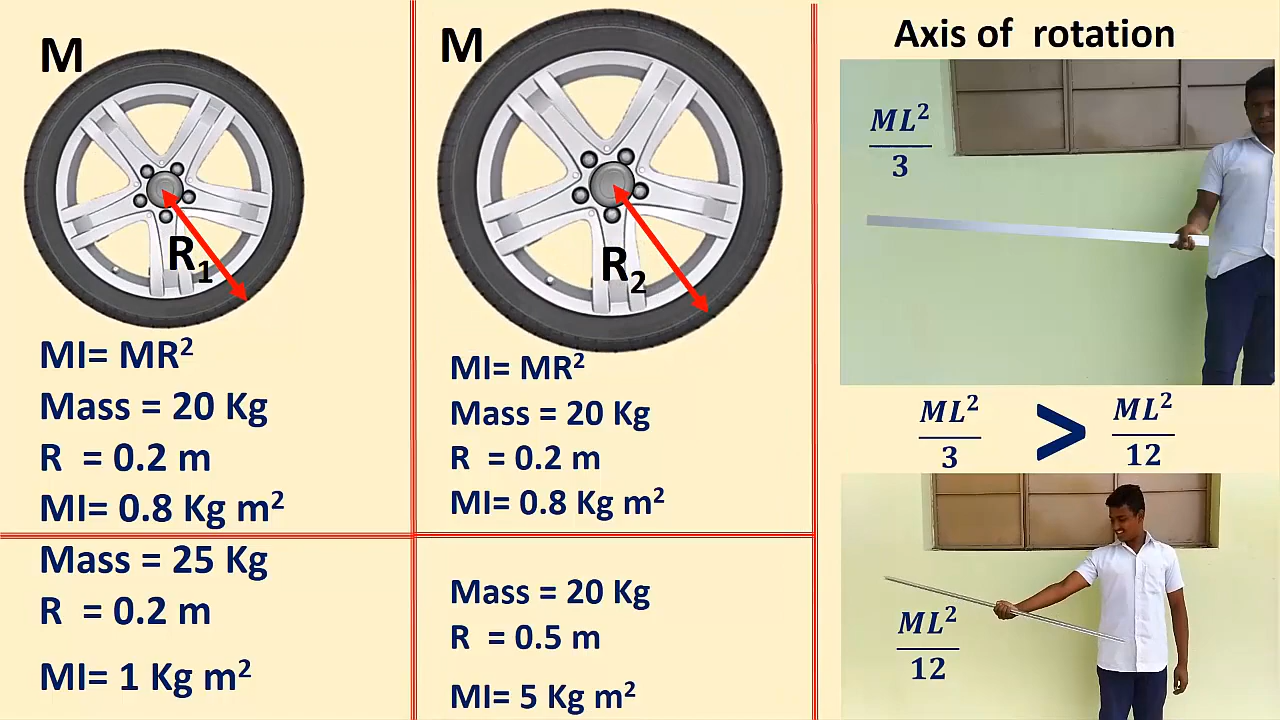 M
R₁
MI= MR²
Mass = 20 Kg
R = 0.2 m
MI= 0.8 Kg m²
Mass = 25 Kg
R = 0.2 m
MI= 1 Kg m²
M
R₂
MI= MR²
Mass = 20 Kg
R = 0.2 m
MI= 0.8 Kg m²
Mass = 20 Kg
R = 0.5 m
MI= 5 Kg m²
Axis of rotation
ML²
3
ML²
3
>
ML²
12
ML²
12